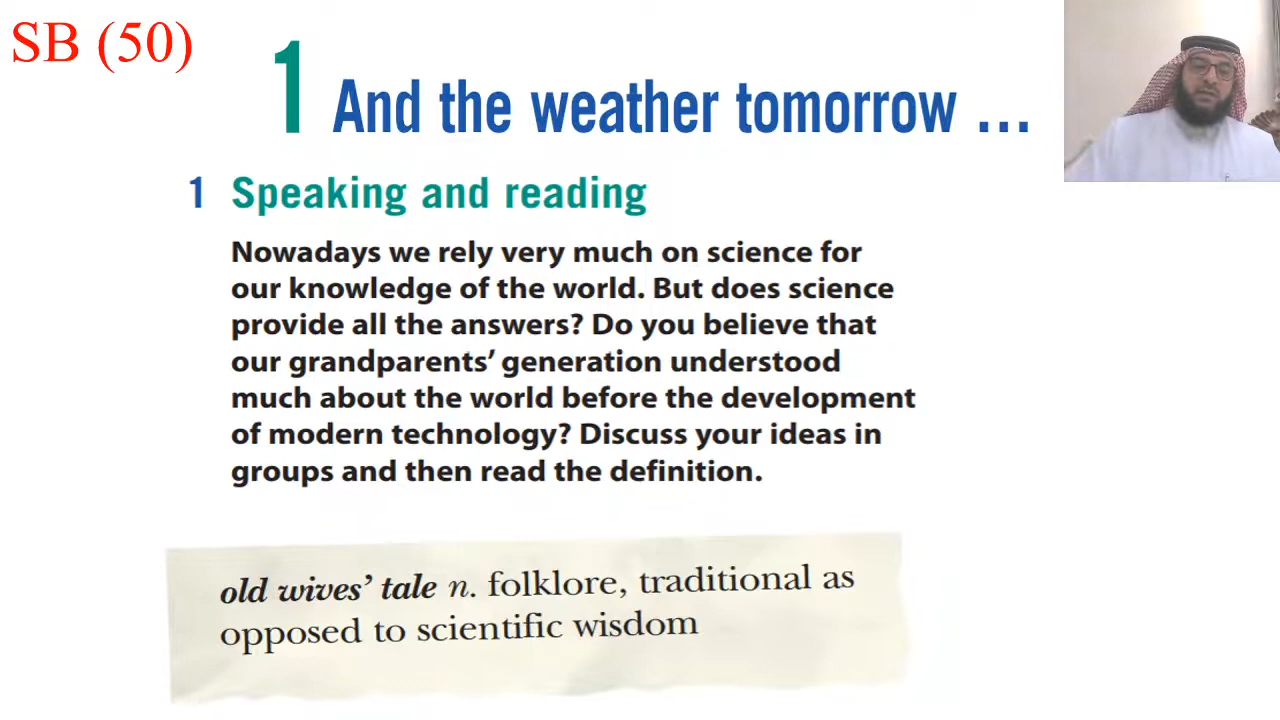 SB (50)
1 And the weather tomorrow ...
1 Speaking and reading
Nowadays we rely very much on science for
our knowledge of the world. But does science
provide all the answers? Do you believe that
our grandparents’ generation understood
much about the world before the development
of modern technology? Discuss your ideas in
groups and then read the definition.
old wives’ tale n. folklore, traditional as
opposed to scientific wisdom